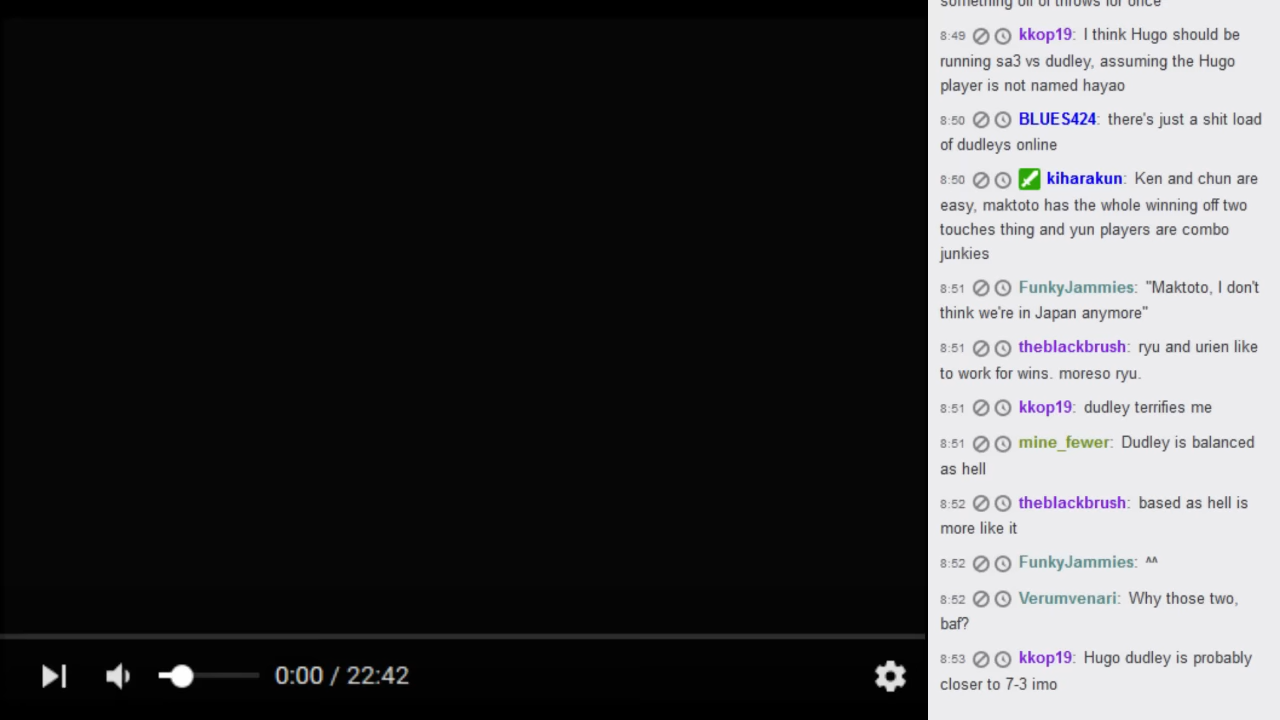 something off of throws for once
8:49 kkop19: I think Hugo should be
running sa3 vs dudley, assuming the Hugo
player is not named hayao
8:50 BLUES424: there's just a shit load
of dudleys online
8:50 kiharakun: Ken and chun are
easy, maktoto has the whole winning off two
touches thing and yun players are combo
junkies
8:51 FunkyJammies: "Maktoto, I don't
think we're in Japan anymore"
8:51 theblackbrush: ryu and urien like
to work for wins. moreso ryu.
8:51 kkop19: dudley terrifies me
8:51 mine_fewer: Dudley is balanced
as hell
8:52 theblackbrush: based as hell is
more like it
8:52 FunkyJammies: ^^
8:52 Verumvenari: Why those two,
baf?
8:53 kkop19: Hugo dudley is probably
closer to 7-3 imo
0:00 / 22:42